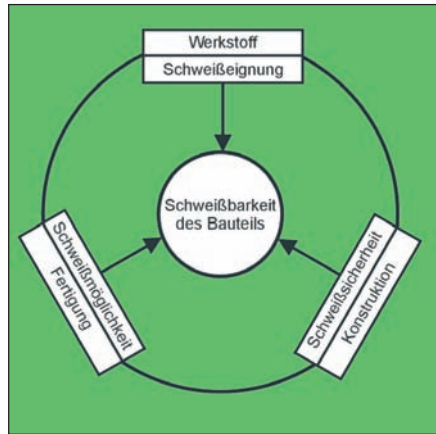 Werkstoff
Schweißeignung
Schweißbarkeit
des Bauteils
Schweißmöglichkeit
Fertigung
Schweißsicherheit
Konstruktion